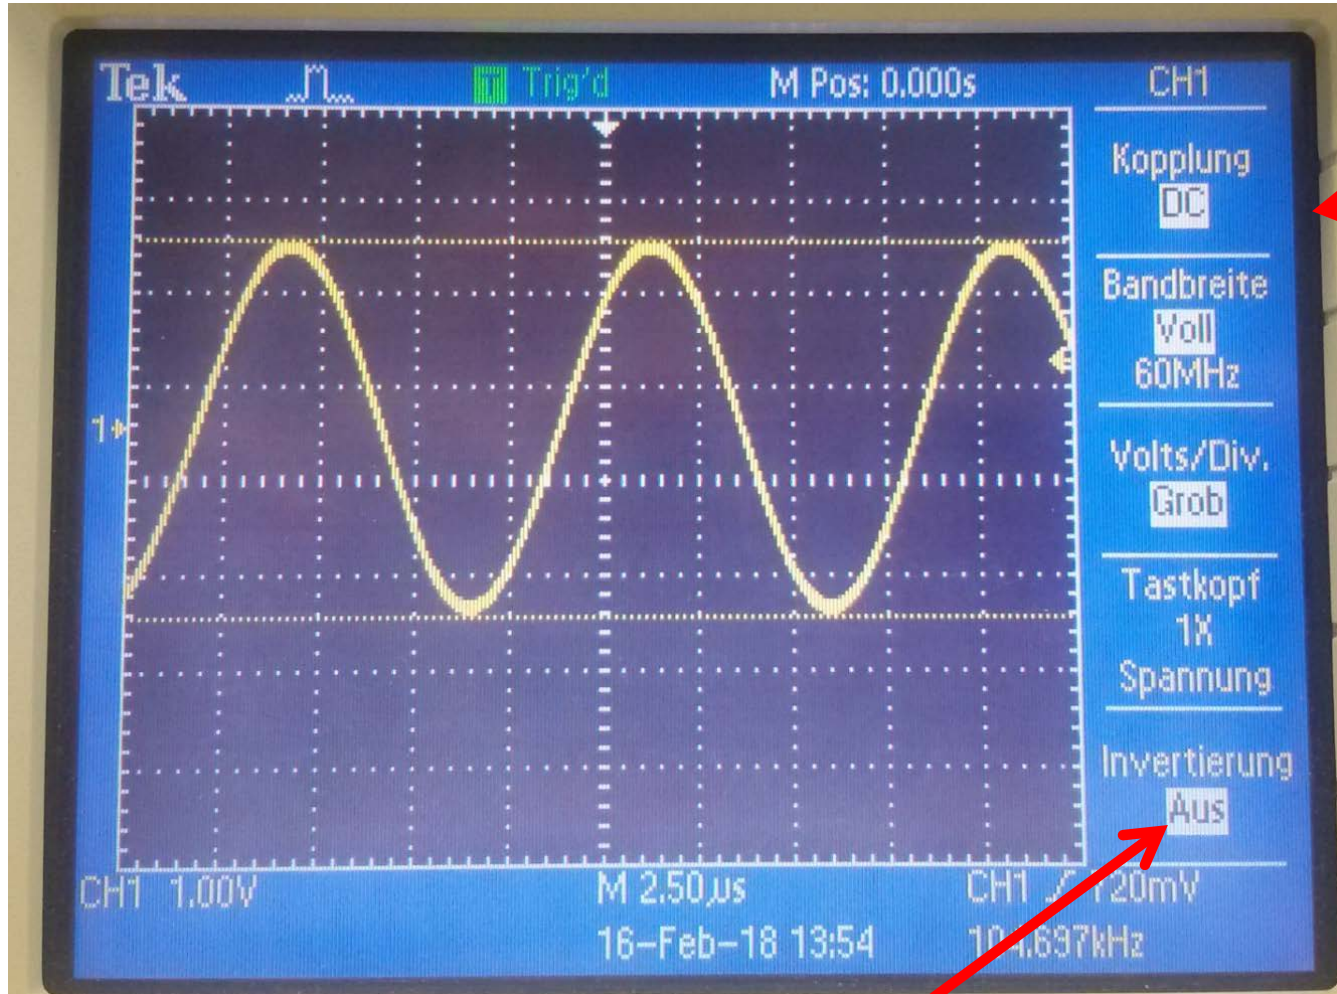 Tek T Trig'd M Pos: 0.000s CH1
Kopplung
DC
Bandbreite
Voll
60MHz
1
Volts/Div.
Grob
Tastkopf
1X
Spannung
Invertierung
Aus
CH1 1.00V M 2.50µs CH1
16-Feb-18 13:54